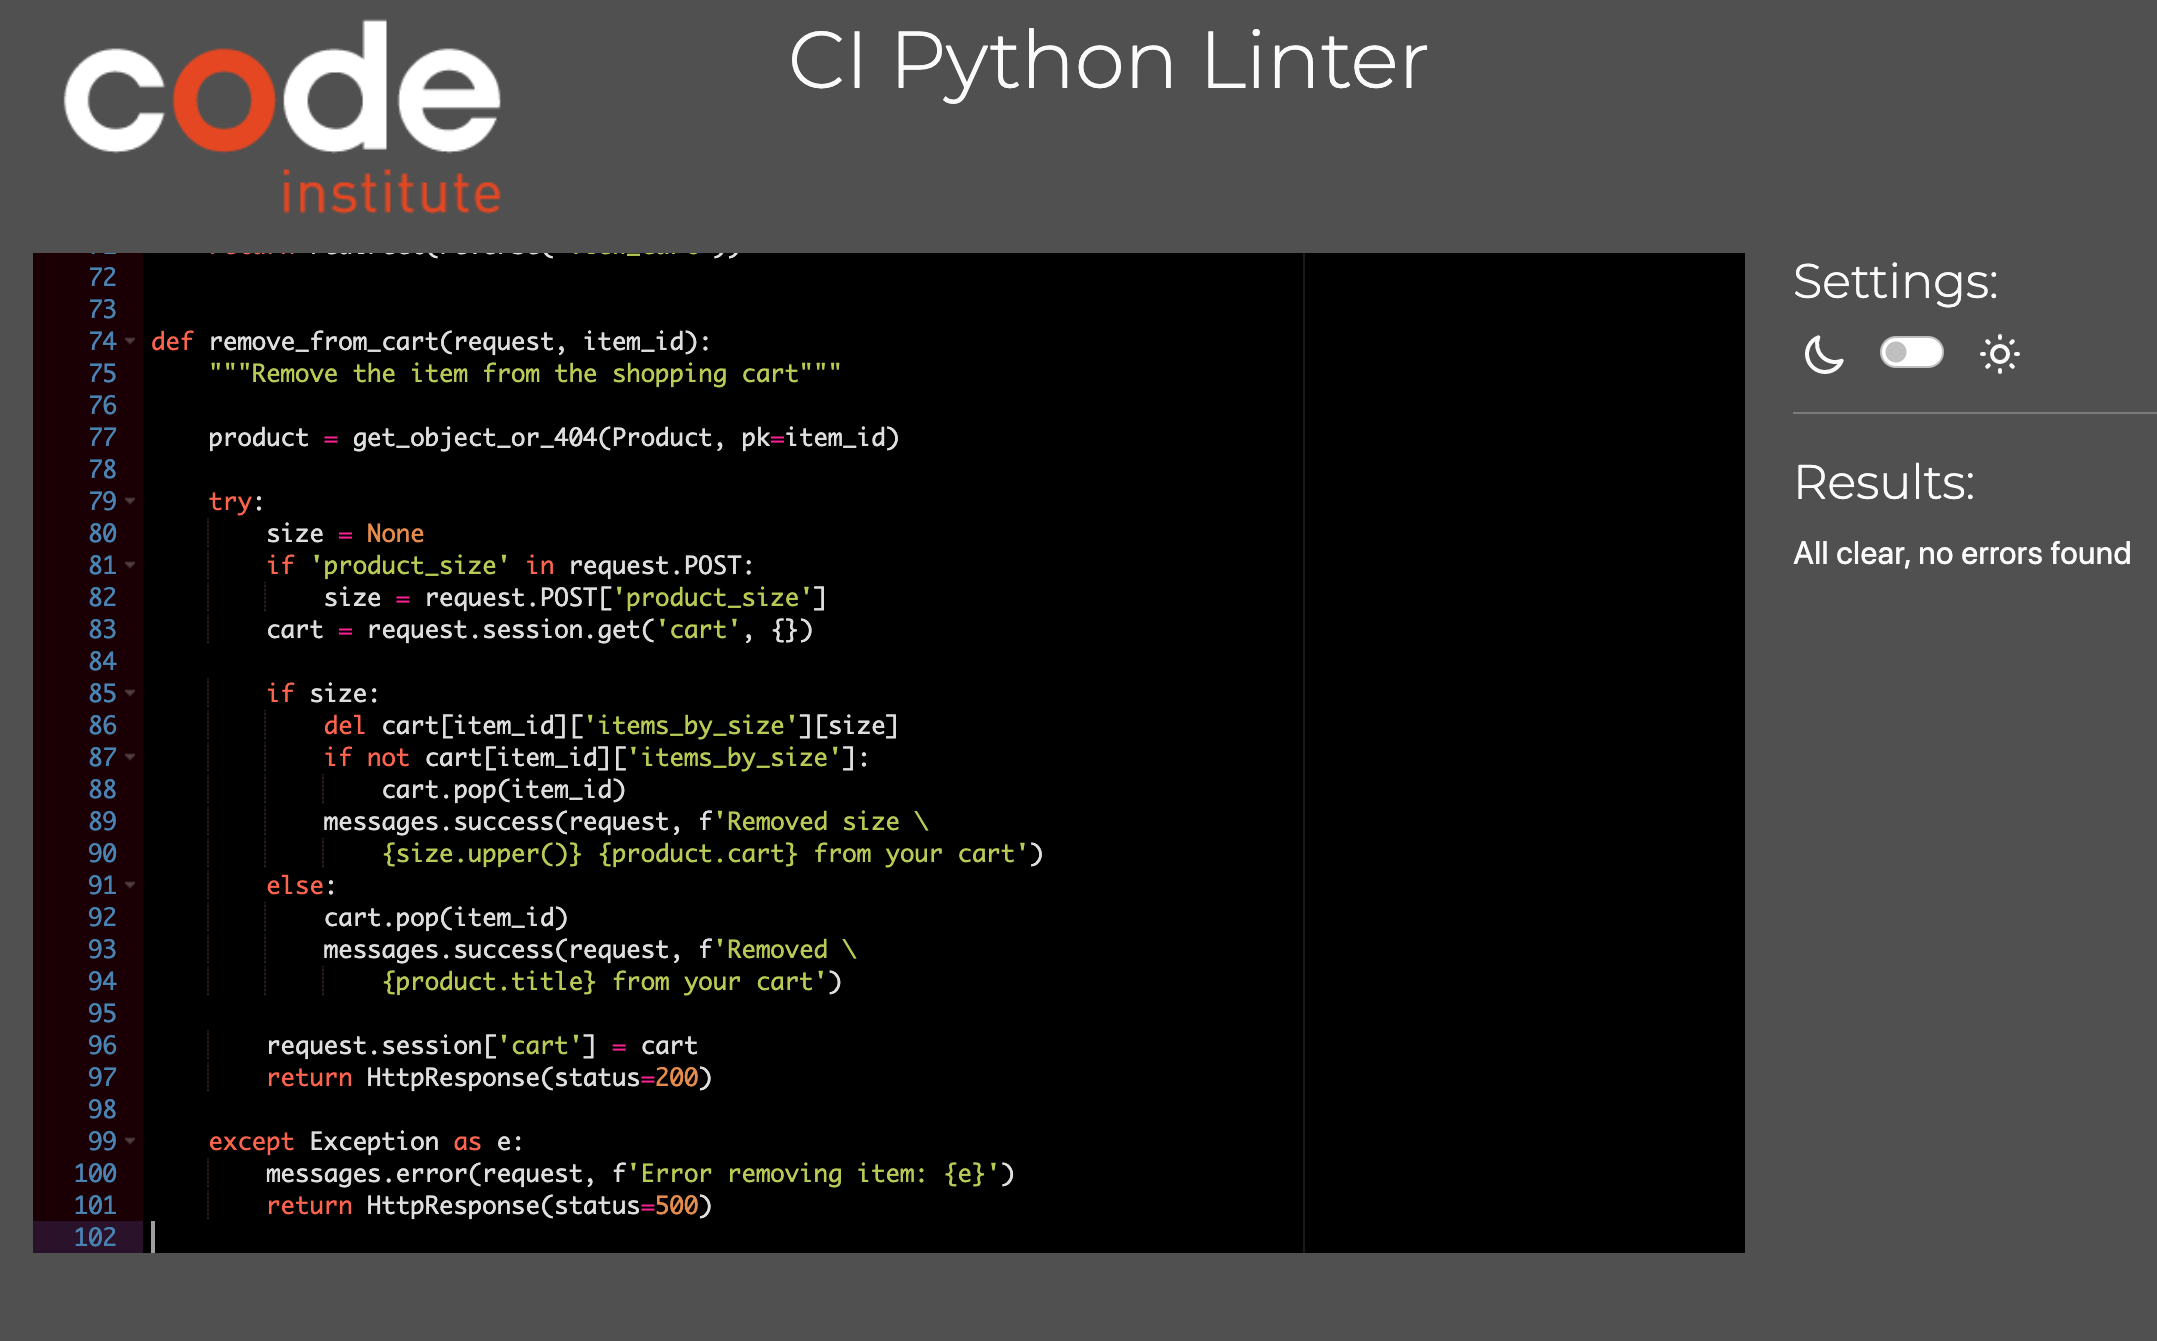 code
institute
CI Python Linter
72
73
74 def remove_from_cart(request, item_id):
75     """Remove the item from the shopping cart"""
76
77     product = get_object_or_404(Product, pk=item_id)
78
79     try:
80         size = None
81         if 'product_size' in request.POST:
82             size = request.POST['product_size']
83         cart = request.session.get('cart', {})
84
85         if size:
86             del cart[item_id]['items_by_size'][size]
87             if not cart[item_id]['items_by_size']:
88                 cart.pop(item_id)
89             messages.success(request, f'Removed size \
90                 {size.upper()} {product.cart} from your cart')
91         else:
92             cart.pop(item_id)
93             messages.success(request, f'Removed \
94                 {product.title} from your cart')
95
96         request.session['cart'] = cart
97         return HttpResponse(status=200)
98
99     except Exception as e:
100         messages.error(request, f'Error removing item: {e}')
101         return HttpResponse(status=500)
102
Settings:
Results:
All clear, no errors found